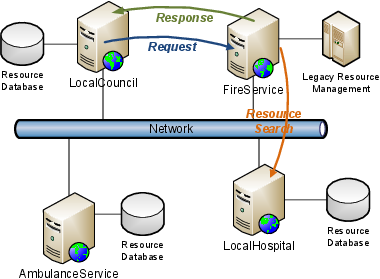 Response
Request
Resource
Database
LocalCouncil
FireService
Legacy Resource
Management
Resource
Search
Network
AmbulanceService
Resource
Database
LocalHospital
Resource
Database